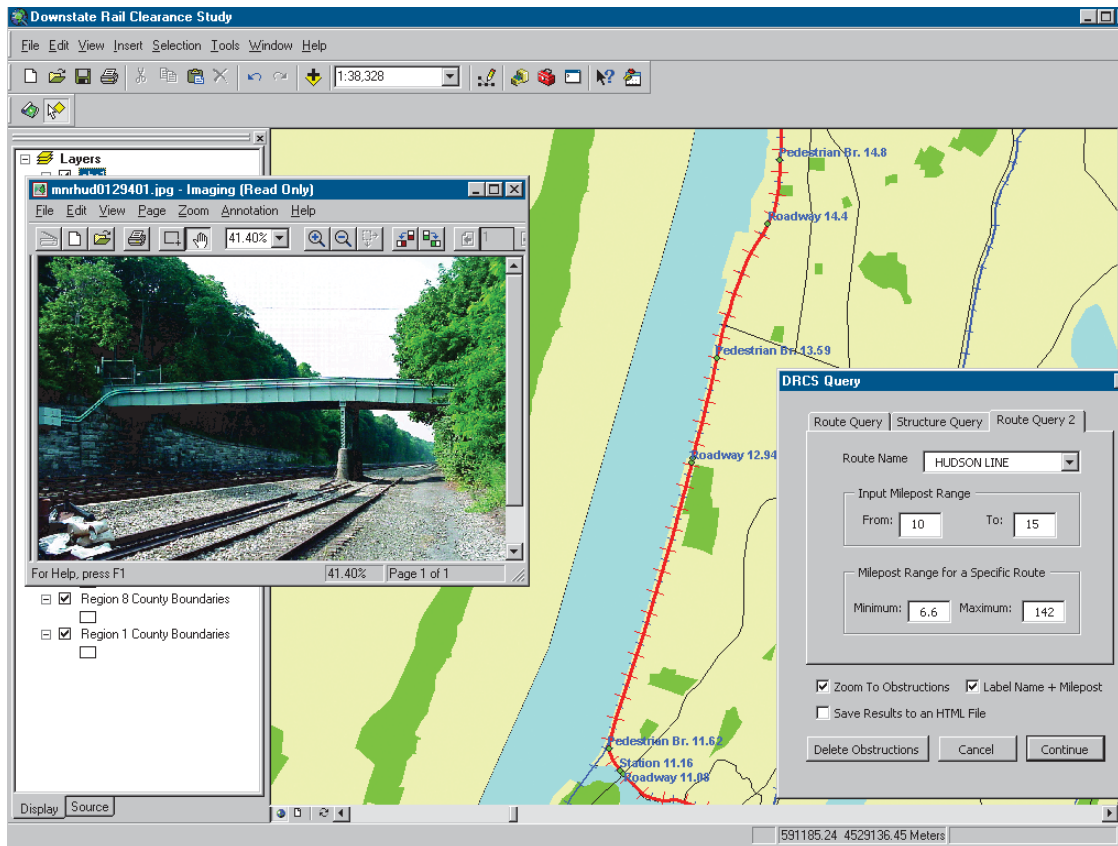 Downstate Rail Clearance Study
File Edit View Insert Selection Tools Window Help
1:38,328
Layers
mnrhud0129401.jpg - Imaging (Read Only)
File Edit View Page Zoom Annotation Help
41.40%
1
For Help, press F1
41.40%
Page 1 of 1
Region 8 County Boundaries
Region 1 County Boundaries
Display
Source
Pedestrian Br. 14.8
Roadway 14.4
Pedestrian Br. 13.59
Roadway 12.94
Pedestrian Br. 11.62
Station 11.16
Roadway 11.08
DRCS Query
Route Query
Structure Query
Route Query 2
Route Name
HUDSON LINE
Input Milepost Range
From: 10 To: 15
Milepost Range for a Specific Route
Minimum: 6.6 Maximum: 142
Zoom To Obstructions
Label Name + Milepost
Save Results to an HTML File
Delete Obstructions
Cancel
Continue
591185.24 4529136.45 Meters